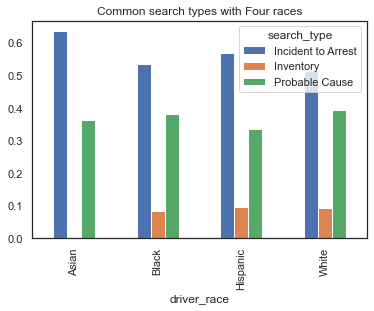 Common search types with Four races
search_type
Incident to Arrest
Inventory
Probable Cause
0.6
0.5
0.4
0.3
0.2
0.1
0.0
Asian
Black
Hispanic
White
driver_race